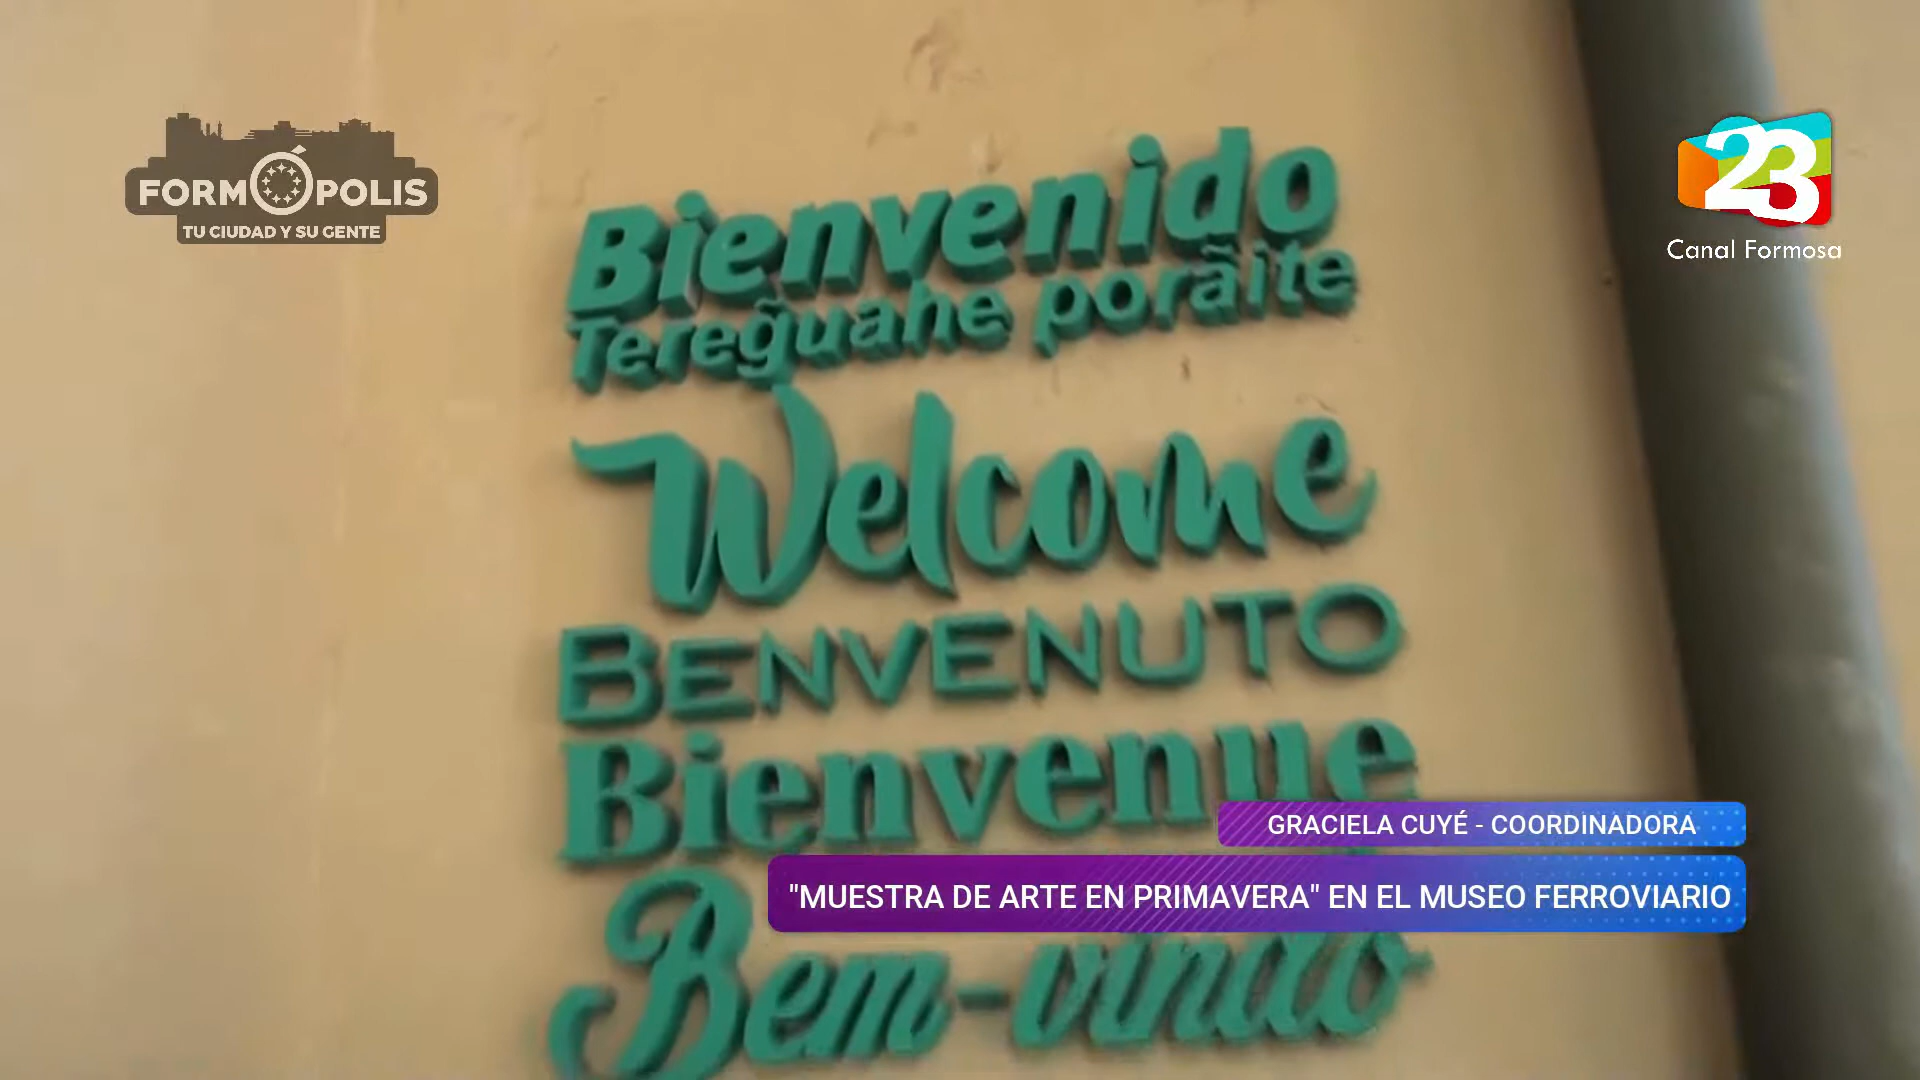 FORMÓPOLIS
TU CIUDAD Y SU GENTE
23
Canal Formosa
Bienvenido
Tereg̃uahe porãite
Welcome
BENVENUTO
Bienvenue
GRACIELA CUYÉ - COORDINADORA
"MUESTRA DE ARTE EN PRIMAVERA" EN EL MUSEO FERROVIARIO
Bem-vindo